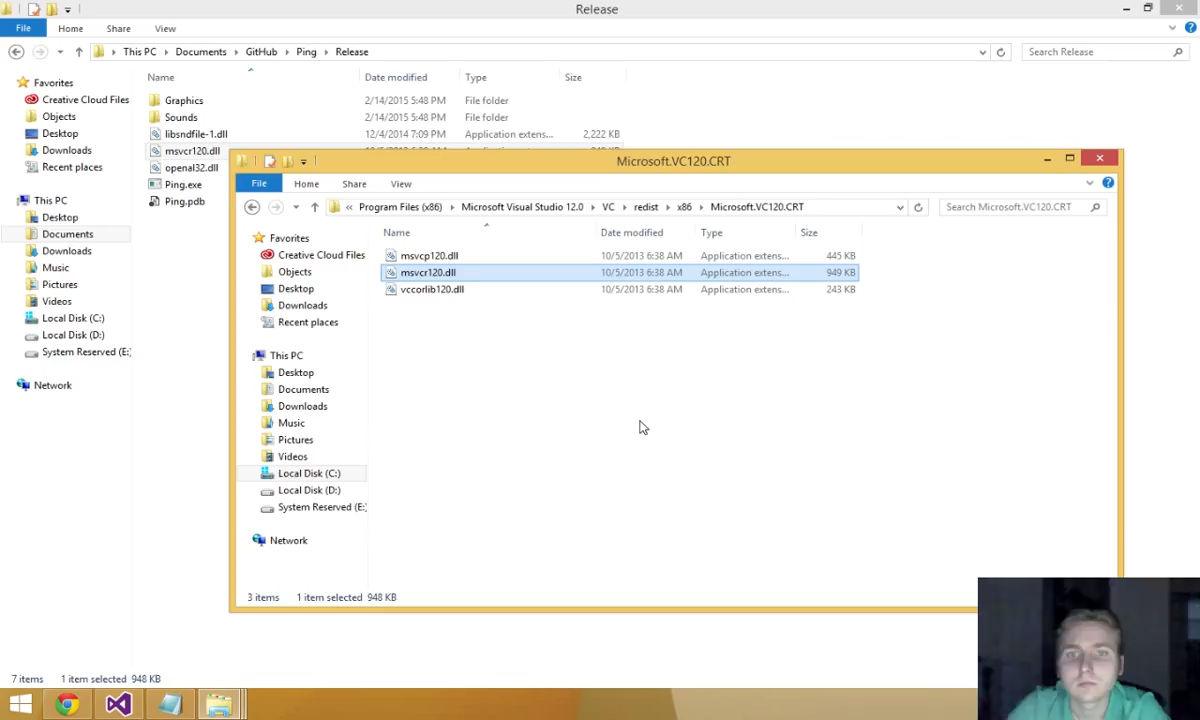 Release
File Home Share View
This PC Documents GitHub Ping Release Search Release
Name Date modified Type Size
Favorites
Creative Cloud Files
Objects
Desktop
Downloads
Recent places
This PC
Desktop
Documents
Downloads
Music
Pictures
Videos
Local Disk (C:)
Local Disk (D:)
System Reserved (E:)
Network
Graphics 2/14/2015 5:48 PM File folder
Sounds 2/14/2015 5:48 PM File folder
libsndfile-1.dll 12/4/2014 7:09 PM Application extens... 2,222 KB
msvcr120.dll
openal32.dll
Ping.exe
Ping.pdb
Microsoft.VC120.CRT
File Home Share View
« Program Files (x86) Microsoft Visual Studio 12.0 VC redist x86 Microsoft.VC120.CRT Search Microsoft.VC120.CRT
Name Date modified Type Size
Favorites
Creative Cloud Files
Objects
Desktop
Downloads
Recent places
This PC
Desktop
Documents
Downloads
Music
Pictures
Videos
Local Disk (C:)
Local Disk (D:)
System Reserved (E:
Network
msvcp120.dll 10/5/2013 6:38 AM Application extens... 445 KB
msvcr120.dll 10/5/2013 6:38 AM Application extens... 949 KB
vccorlib120.dll 10/5/2013 6:38 AM Application extens... 243 KB
3 items 1 item selected 948 KB
7 items 1 item selected 948 KB